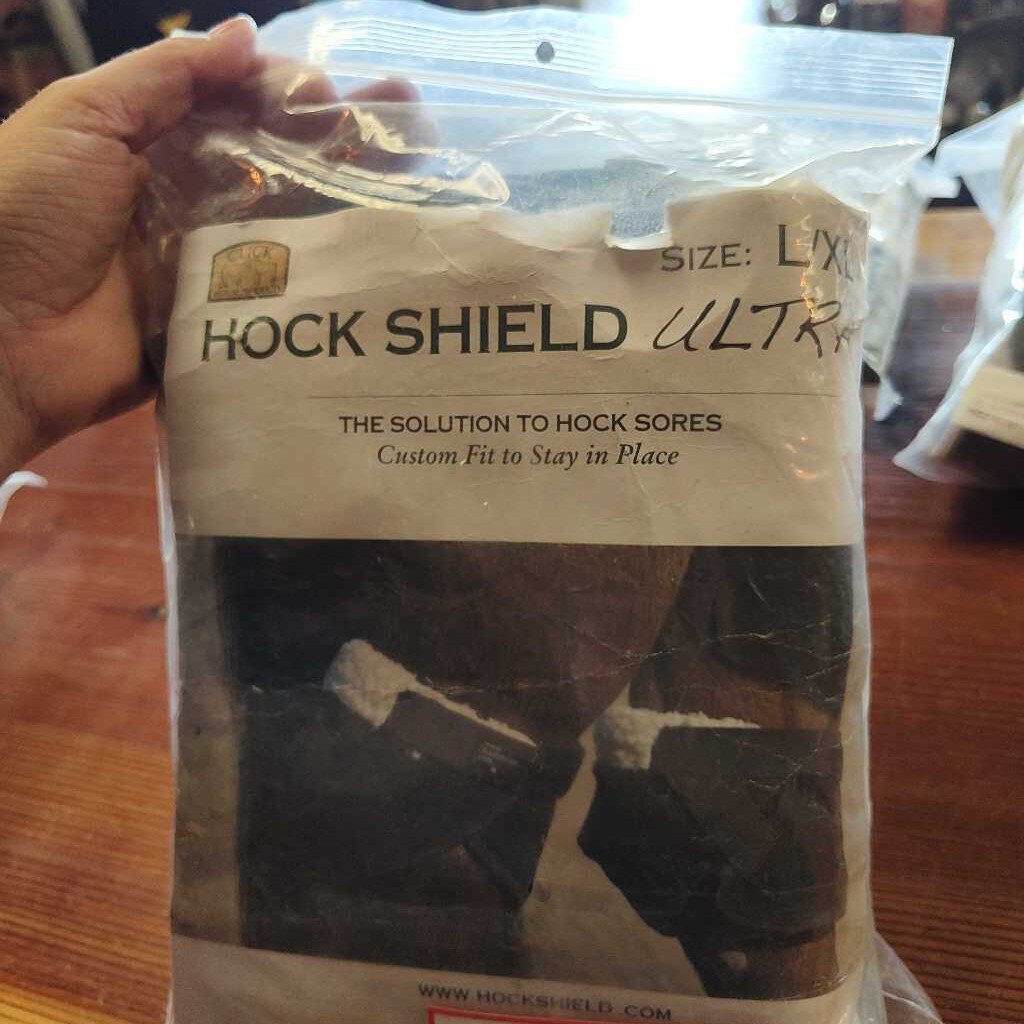 CLICK
SIZE: L/XL
HOCK SHIELD ULTRA
THE SOLUTION TO HOCK SORES
Custom Fit to Stay in Place
WWW.HOCKSHIELD.COM